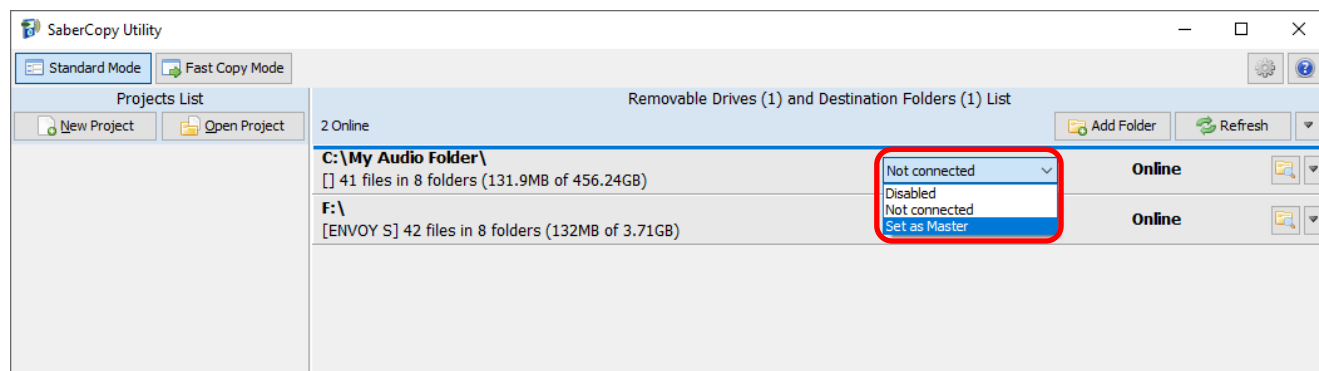 SaberCopy Utility
Standard Mode Fast Copy Mode
Projects List
New Project Open Project
Removable Drives (1) and Destination Folders (1) List
2 Online Add Folder Refresh
C:\My Audio Folder\
[] 41 files in 8 folders (131.9MB of 456.24GB)
Not connected
Online
Disabled
Not connected
Set as Master
F:\
[ENVOY S] 42 files in 8 folders (132MB of 3.71GB)
Online